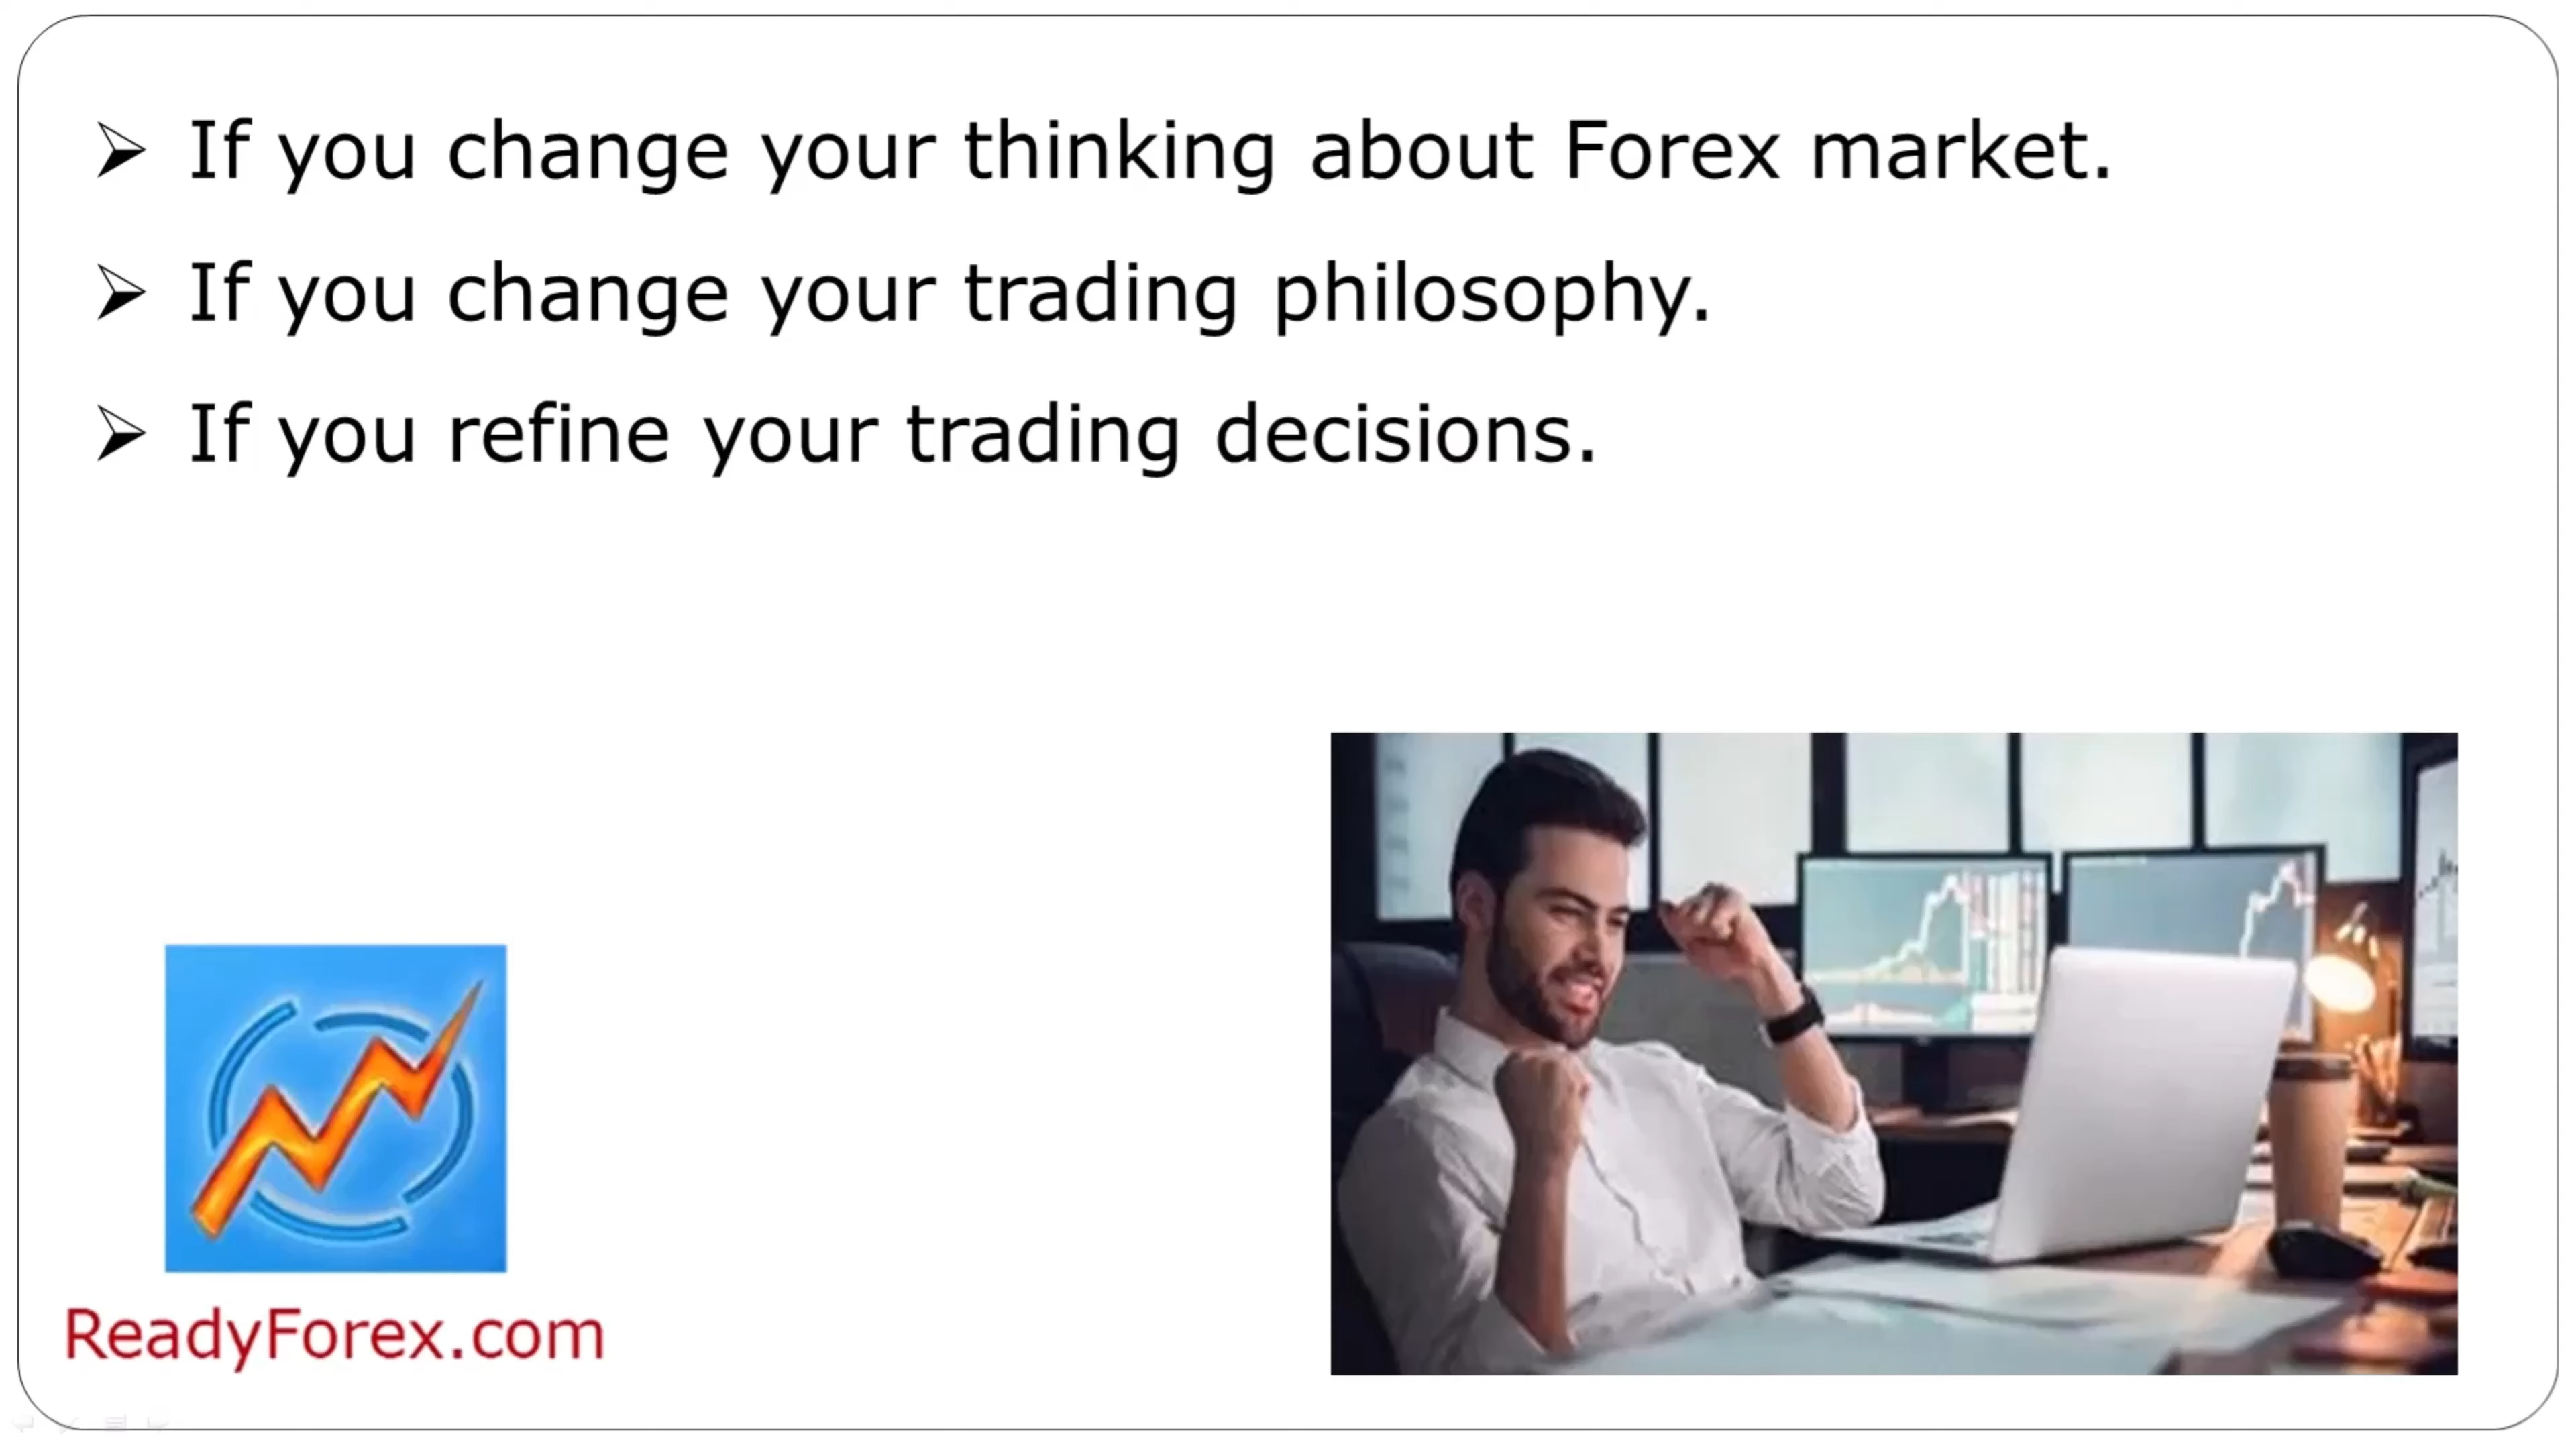 If you change your thinking about Forex market.
If you change your trading philosophy.
If you refine your trading decisions.
ReadyForex.com